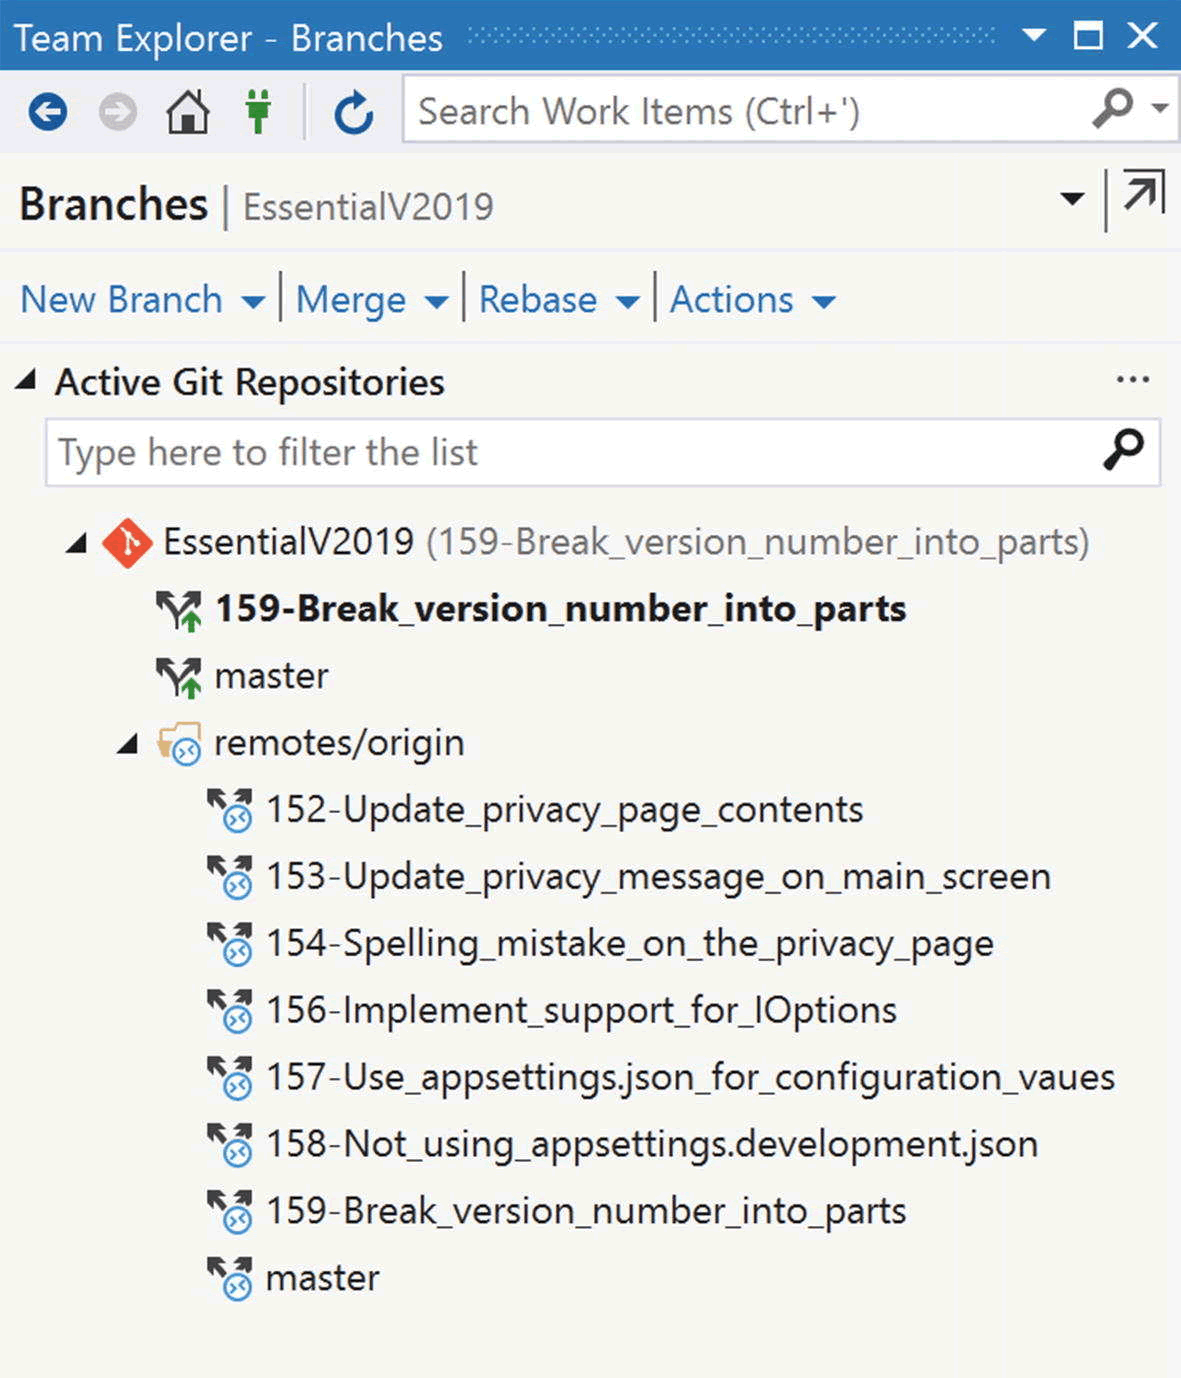 Team Explorer - Branches
Search Work Items (Ctrl+')
Branches | EssentialV2019
New Branch | Merge | Rebase | Actions
Active Git Repositories ...
Type here to filter the list
EssentialV2019 (159-Break_version_number_into_parts)
159-Break_version_number_into_parts
master
remotes/origin
152-Update_privacy_page_contents
153-Update_privacy_message_on_main_screen
154-Spelling_mistake_on_the_privacy_page
156-Implement_support_for_IOptions
157-Use_appsettings.json_for_configuration_vaues
158-Not_using_appsettings.development.json
159-Break_version_number_into_parts
master